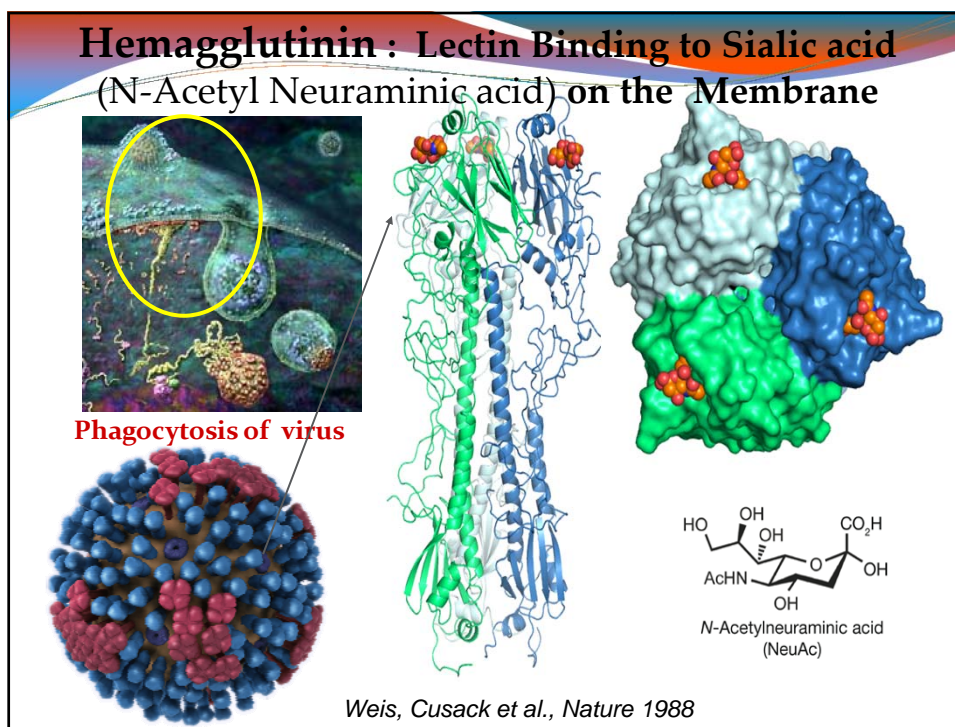 Hemagglutinin : Lectin Binding to Sialic acid
(N-Acetyl Neuraminic acid) on the Membrane
Phagocytosis of virus
HO
OH
OH
CO₂H
O
OH
AcHN
OH
N-Acetylneuraminic acid
(NeuAc)
Weis, Cusack et al., Nature 1988